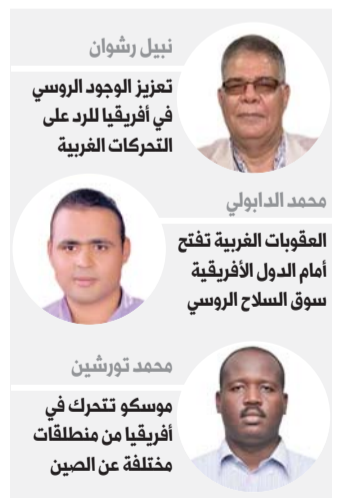 نبيل رشوان
تعزيز الوجود الروسي
في أفريقيا للرد على
التحركات الغربية
محمد الدابولي
العقوبات الغربية تفتح
أمام الدول الأفريقية
سوق السلاح الروسي
محمد تورشين
موسكو تتحرك في
أفريقيا من منطلقات
مختلفة عن الصين